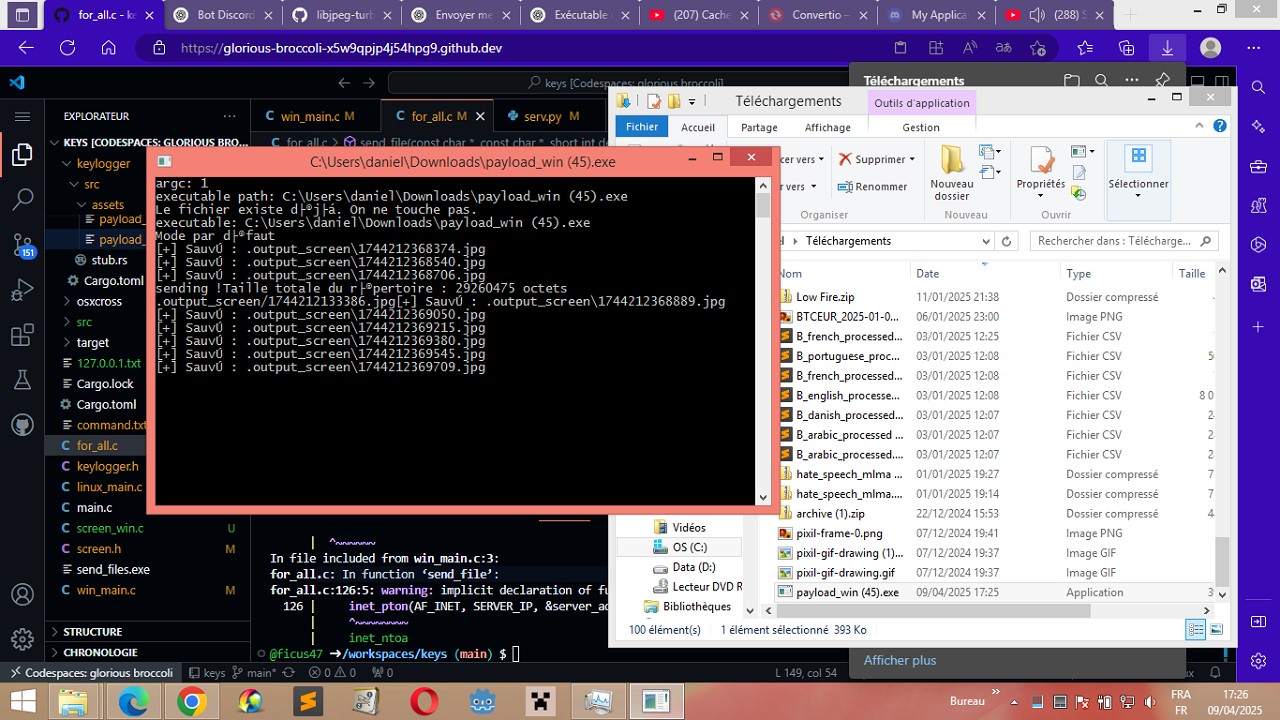 for_all.c
Bot Discord
libjpeg-turb
Envoyer me
Exécutable
(207) Cache
Convertio —
My Applica
(288) S
https://glorious-broccoli-x5w9qpjp4j54hpg9.github.dev
keys [Codespaces: glorious broccoli]
Téléchargements
EXPLORATEUR
win_main.c M
for_all.c M
serv.py M
KEYS [CODESPACES: GLORIOUS BRO...
for_all.c > send_file(const char *, const char *, short int d
keylogger
src
assets
payload_
payload_
stub.rs
Cargo.toml
osxcross
src
target
127.0.0.1.txt
Cargo.lock
Cargo.toml
command.txt
for_all.c
keylogger.h
linux_main.c
main.c
screen_win.c U
screen.h M
send_files.exe
win_main.c M
STRUCTURE
CHRONOLOGIE
151
C:\Users\daniel\Downloads\payload_win (45).exe
argc: 1
executable path: C:\Users\daniel\Downloads\payload_win (45).exe
Le fichier existe d├®j├á. On ne touche pas.
executable: C:\Users\daniel\Downloads\payload_win (45).exe
Mode par d├®faut
[+] SauvÚ : .output_screen\1744212368374.jpg
[+] SauvÚ : .output_screen\1744212368540.jpg
[+] SauvÚ : .output_screen\1744212368706.jpg
sending !Taille totale du r├®pertoire : 29260475 octets
.output_screen/1744212133386.jpg[+] SauvÚ : .output_screen\1744212368889.jpg
[+] SauvÚ : .output_screen\1744212369050.jpg
[+] SauvÚ : .output_screen\1744212369215.jpg
[+] SauvÚ : .output_screen\1744212369380.jpg
[+] SauvÚ : .output_screen\1744212369545.jpg
[+] SauvÚ : .output_screen\1744212369709.jpg
| ^~~~~~~
In file included from win_main.c:3:
for_all.c: In function ‘send_file’:
for_all.c:126:5: warning: implicit declaration of fu
126 | inet_pton(AF_INET, SERVER_IP, &server_ad
| ^~~~~~~~~
| inet_ntoa
@ficus47 ➜/workspaces/keys (main) $
Téléchargements
Outils d'application
Fichier
Accueil
Partage
Affichage
Gestion
cer vers
vers
Supprimer
Renommer
Organiser
Nouveau dossier
Nouveau
Propriétés
Ouvrir
Sélectionner
Téléchargements
Rechercher dans : Téléchargements
Nom
Date
Type
Taille
Low Fire.zip 11/01/2025 21:38 Dossier compressé
BTCEUR_2025-01-0... 06/01/2025 23:00 Image PNG
B_french_processed... 03/01/2025 12:25 Fichier CSV
B_portuguese_proc... 03/01/2025 12:08 Fichier CSV
B_french_processed... 03/01/2025 12:08 Fichier CSV
B_english_processe... 03/01/2025 12:08 Fichier CSV 8 0
B_danish_processed... 03/01/2025 12:07 Fichier CSV
B_arabic_processed ... 03/01/2025 12:07 Fichier CSV
B_arabic_processed ... 03/01/2025 12:07 Fichier CSV
hate_speech_mlma... 01/01/2025 19:27 Dossier compressé
hate_speech_mlma... 01/01/2025 19:14 Dossier compressé
archive (1).zip 22/12/2024 15:53 Dossier compressé
pixil-frame-0.png 07/12/2024 19:41 Image PNG
pixil-gif-drawing (1)... 07/12/2024 19:37 Image GIF
pixil-gif-drawing.gif 07/12/2024 19:37 Image GIF
payload_win (45).exe 09/04/2025 17:25 Application
Vidéos
OS (C:)
Data (D:)
Lecteur DVD R
Bibliothèques
100 élément(s)
1 élément sélectionné 393 Ko
Afficher plus
Codespaces: glorious broccoli
keys
main*
0
0
0
L 149, col 54
Bureau
FRA
FR
17:26
09/04/2025